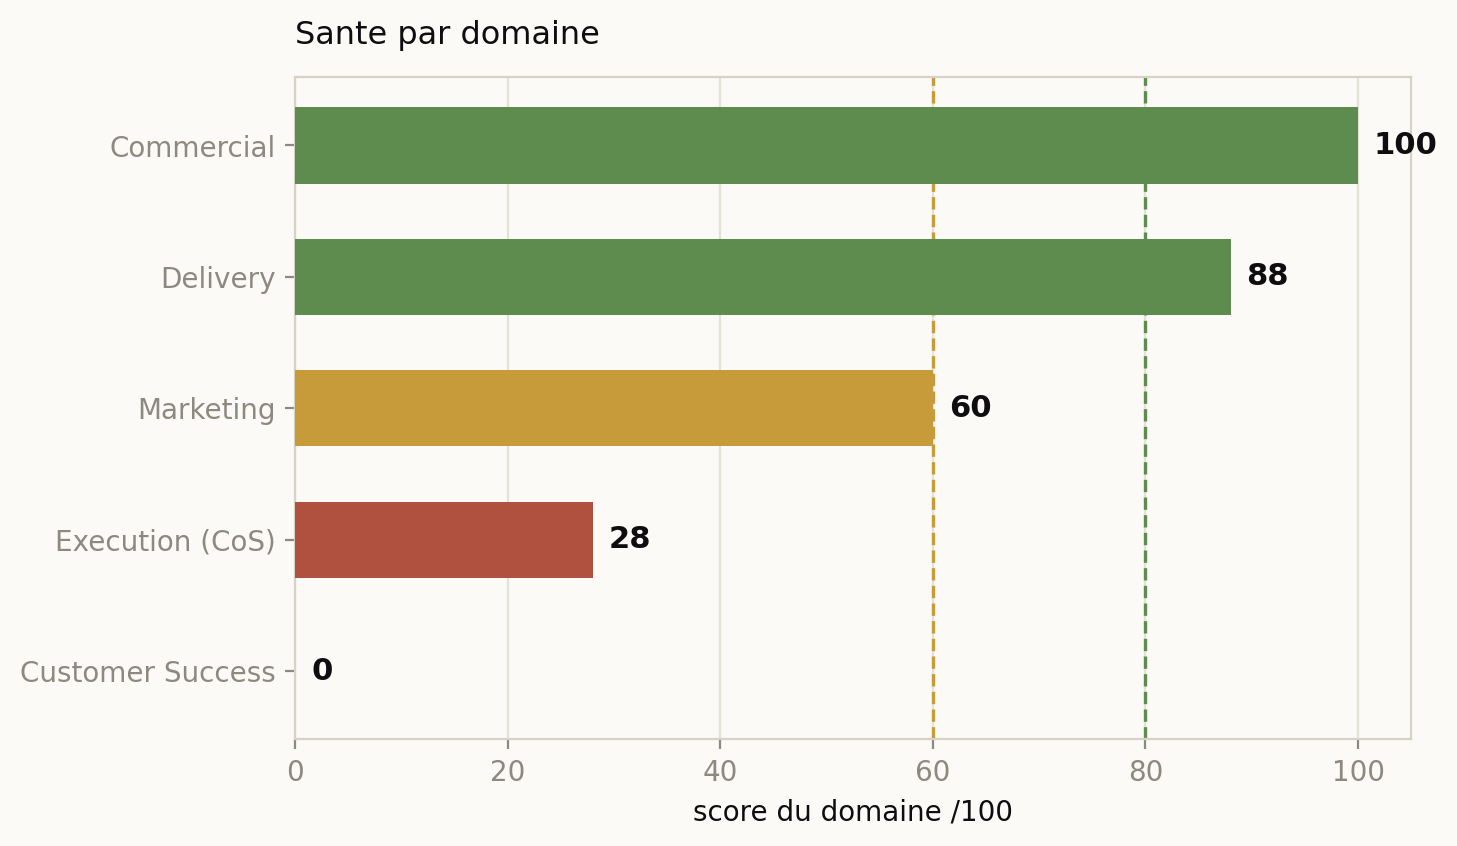 Sante par domaine
Commercial 100
Delivery 88
Marketing 60
Execution (CoS) 28
Customer Success 0
0 20 40 60 80 100
score du domaine /100